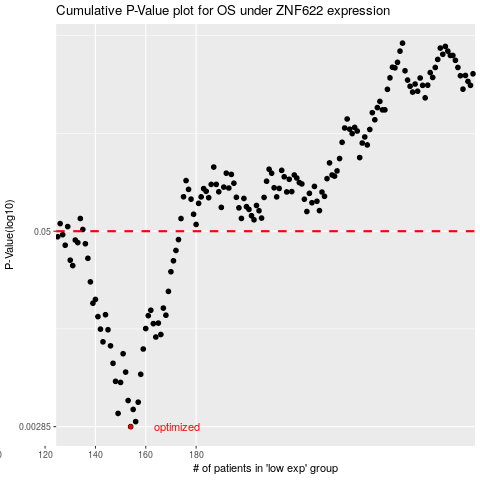 Cumulative P-Value plot for OS under ZNF622 expression
P-Value(log10)
0.05
0.00285
optimized
0 120 140 160 180
# of patients in 'low exp' group